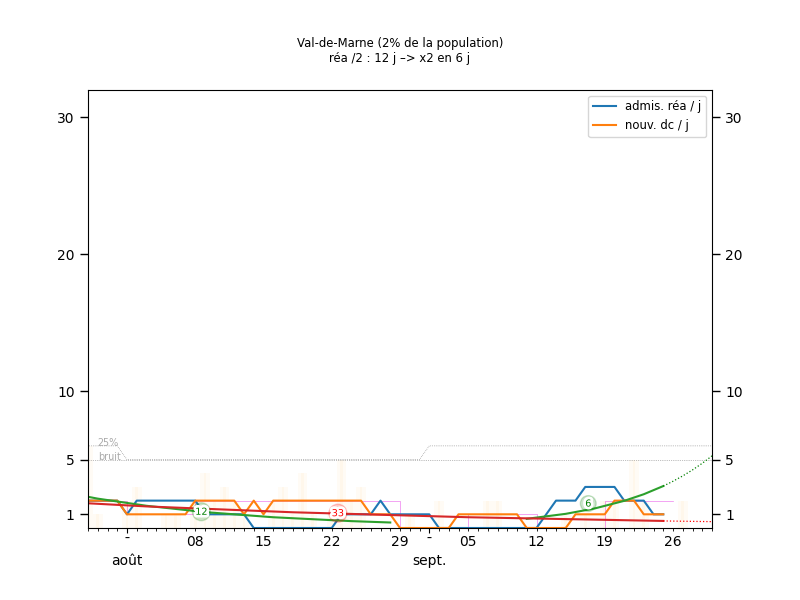 Val-de-Marne (2% de la population)
réa /2 : 12 j –> x2 en 6 j
admis. réa / j
nouv. dc / j
30 30
20 20
10 10
25%
bruit
5 5
1 1
12
33
6
- 08 15 22 29 - 05 12 19 26
août sept.